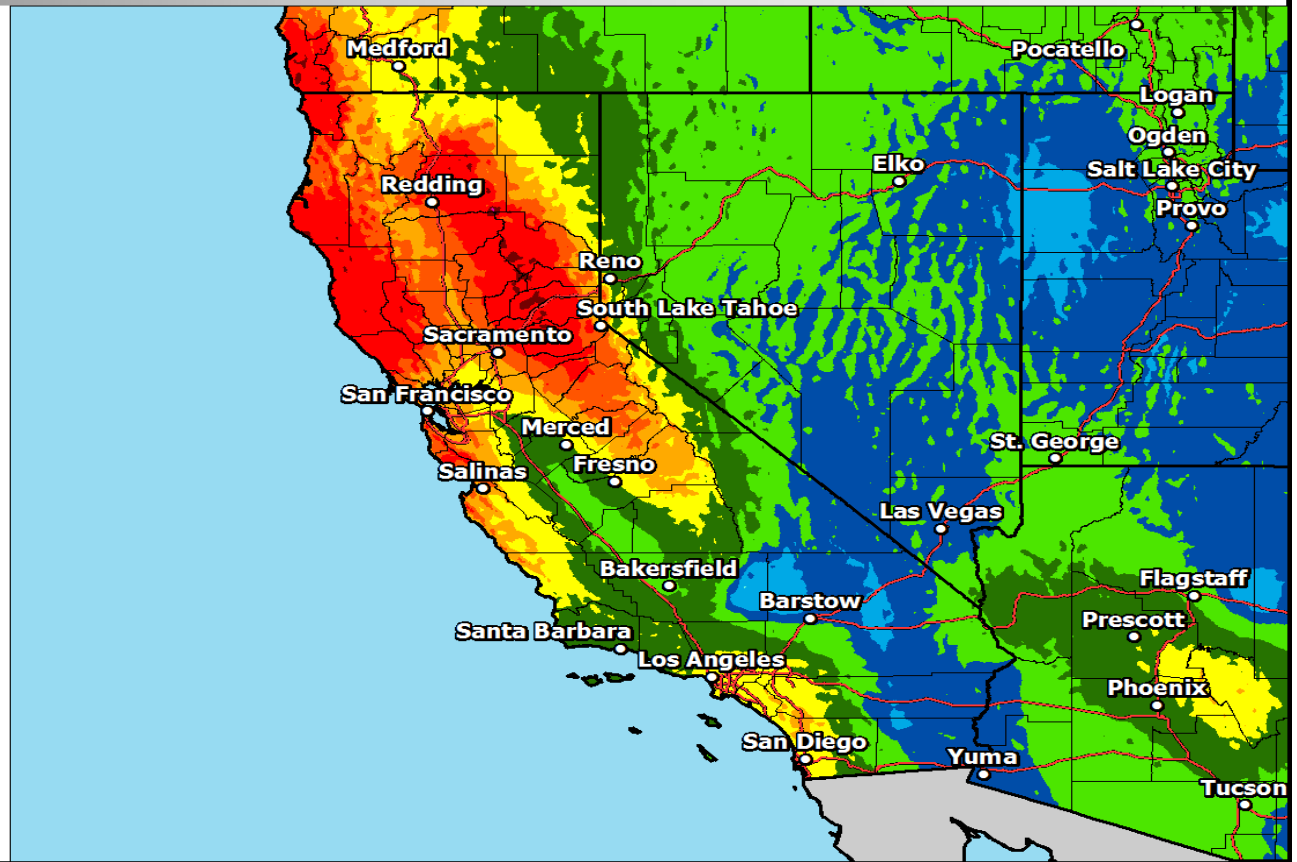 Medford
Pocatello
Logan
Ogden
Elko
Salt Lake City
Redding
Provo
Reno
South Lake Tahoe
Sacramento
San Francisco
Merced
St. George
Fresno
Salinas
Las Vegas
Bakersfield
Flagstaff
Barstow
Prescott
Santa Barbara
Los Angeles
Phoenix
San Diego
Yuma
Tucson